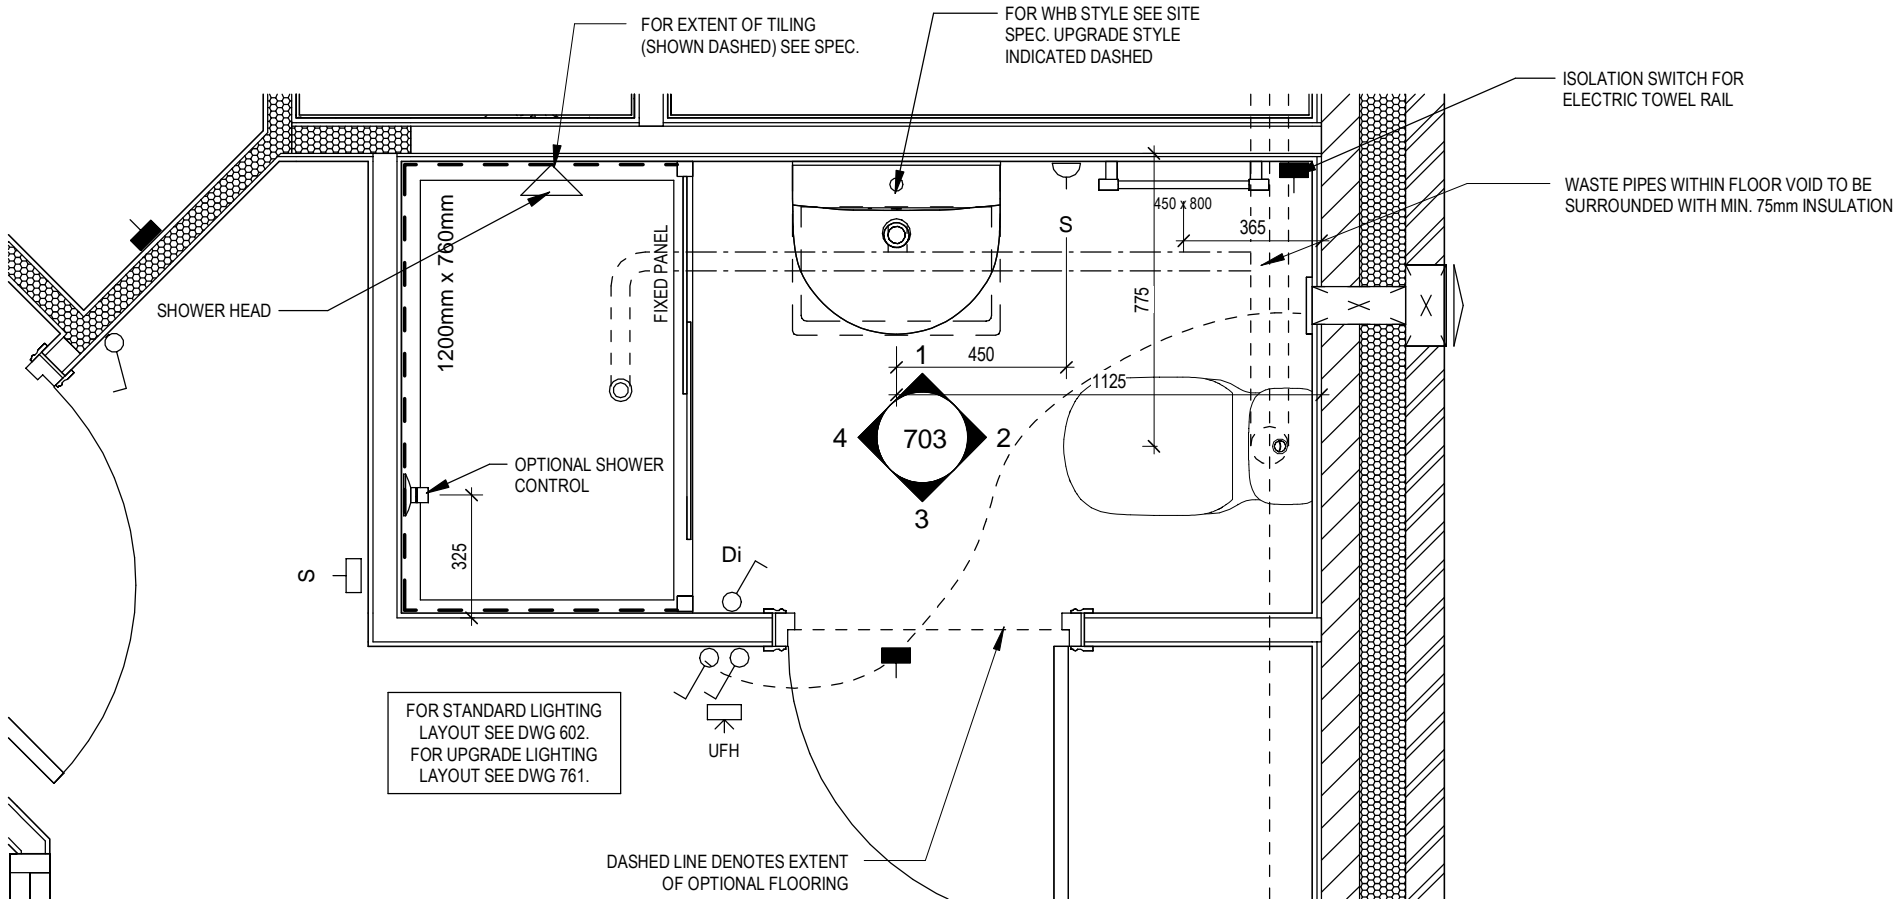 FOR EXTENT OF TILING
(SHOWN DASHED) SEE SPEC.
FOR WHB STYLE SEE SITE
SPEC. UPGRADE STYLE
INDICATED DASHED
ISOLATION SWITCH FOR
ELECTRIC TOWEL RAIL
WASTE PIPES WITHIN FLOOR VOID TO BE
SURROUNDED WITH MIN. 75mm INSULATION
450 x 800
365
S
1200mm x 760mm
FIXED PANEL
775
SHOWER HEAD
450
1
1125
4
703
2
3
OPTIONAL SHOWER
CONTROL
325
Di
S
UFH
FOR STANDARD LIGHTING
LAYOUT SEE DWG 602.
FOR UPGRADE LIGHTING
LAYOUT SEE DWG 761.
DASHED LINE DENOTES EXTENT
OF OPTIONAL FLOORING